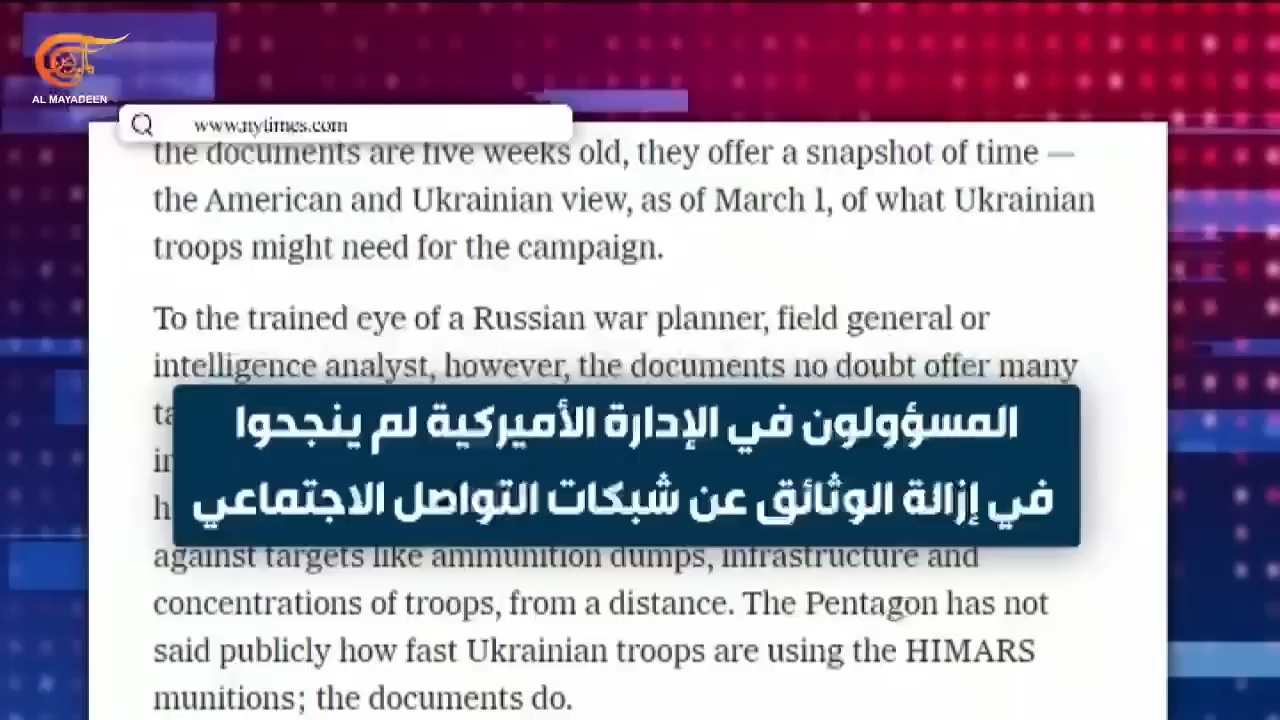 AL MAYADEEN
www.nytimes.com
the documents are five weeks old, they offer a snapshot of time —
the American and Ukrainian view, as of March 1, of what Ukrainian
troops might need for the campaign.
To the trained eye of a Russian war planner, field general or
intelligence analyst, however, the documents no doubt offer many
المسؤولون في الإدارة الأميركية لم ينجحوا
في إزالة الوثائق عن شبكات التواصل الاجتماعي
against targets like ammunition dumps, infrastructure and
concentrations of troops, from a distance. The Pentagon has not
said publicly how fast Ukrainian troops are using the HIMARS
munitions; the documents do.